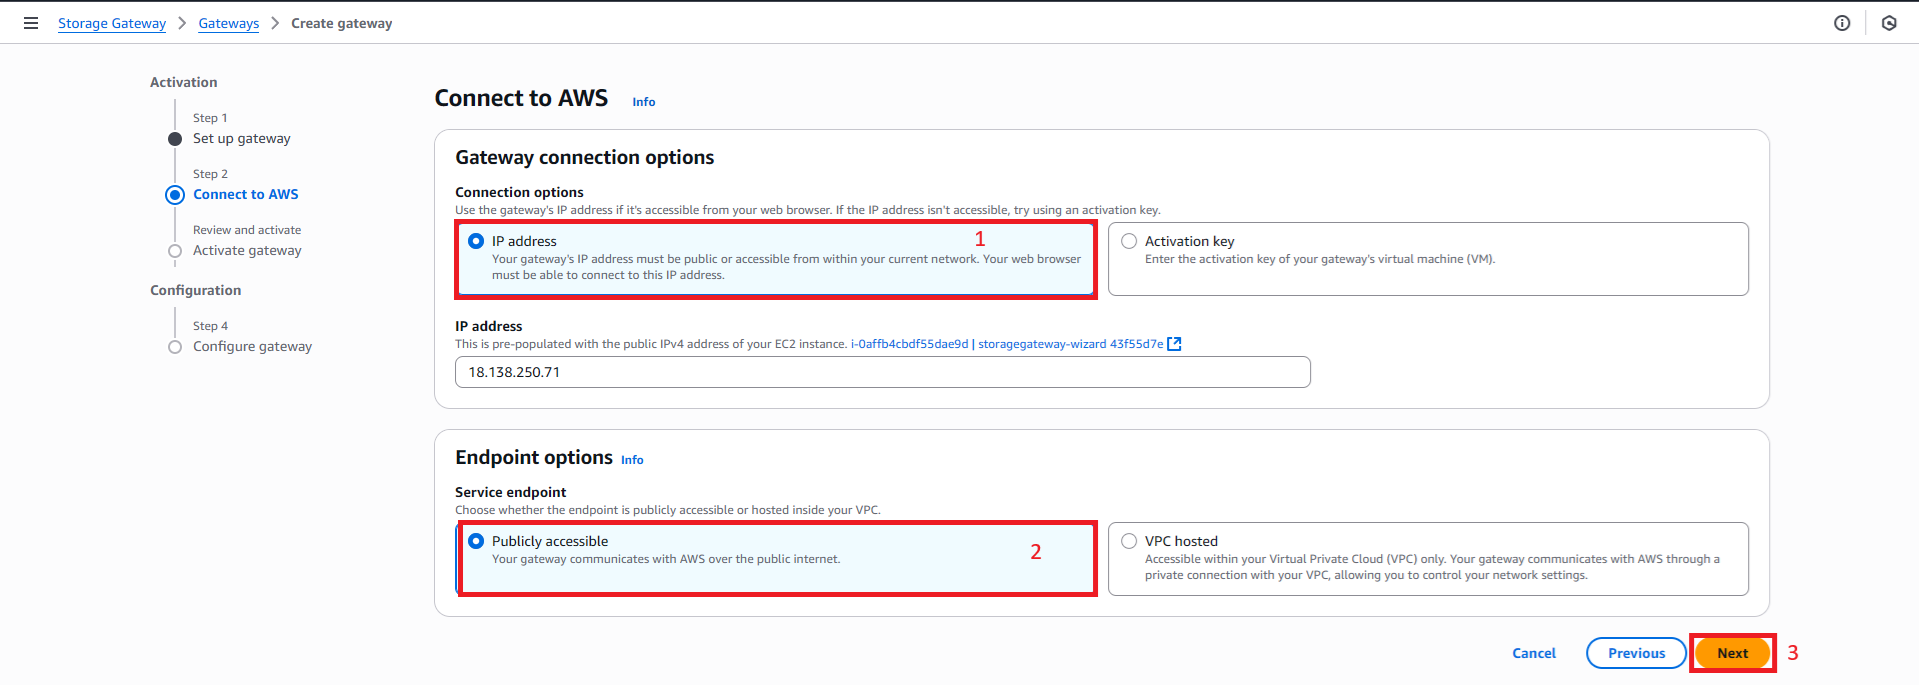 Storage Gateway > Gateways > Create gateway
Activation
Step 1
Set up gateway
Step 2
Connect to AWS
Review and activate
Activate gateway
Configuration
Step 4
Configure gateway
Connect to AWS Info
Gateway connection options
Connection options
Use the gateway's IP address if it's accessible from your web browser. If the IP address isn't accessible, try using an activation key.
IP address
1
Your gateway's IP address must be public or accessible from within your current network. Your web browser
must be able to connect to this IP address.
Activation key
Enter the activation key of your gateway's virtual machine (VM).
IP address
This is pre-populated with the public IPv4 address of your EC2 instance. i-0affb4cbdf55dae9d | storagegateway-wizard 43f55d7e
18.138.250.71
Endpoint options Info
Service endpoint
Choose whether the endpoint is publicly accessible or hosted inside your VPC.
Publicly accessible
Your gateway communicates with AWS over the public internet.
2
VPC hosted
Accessible within your Virtual Private Cloud (VPC) only. Your gateway communicates with AWS through a
private connection with your VPC, allowing you to control your network settings.
Cancel Previous Next 3